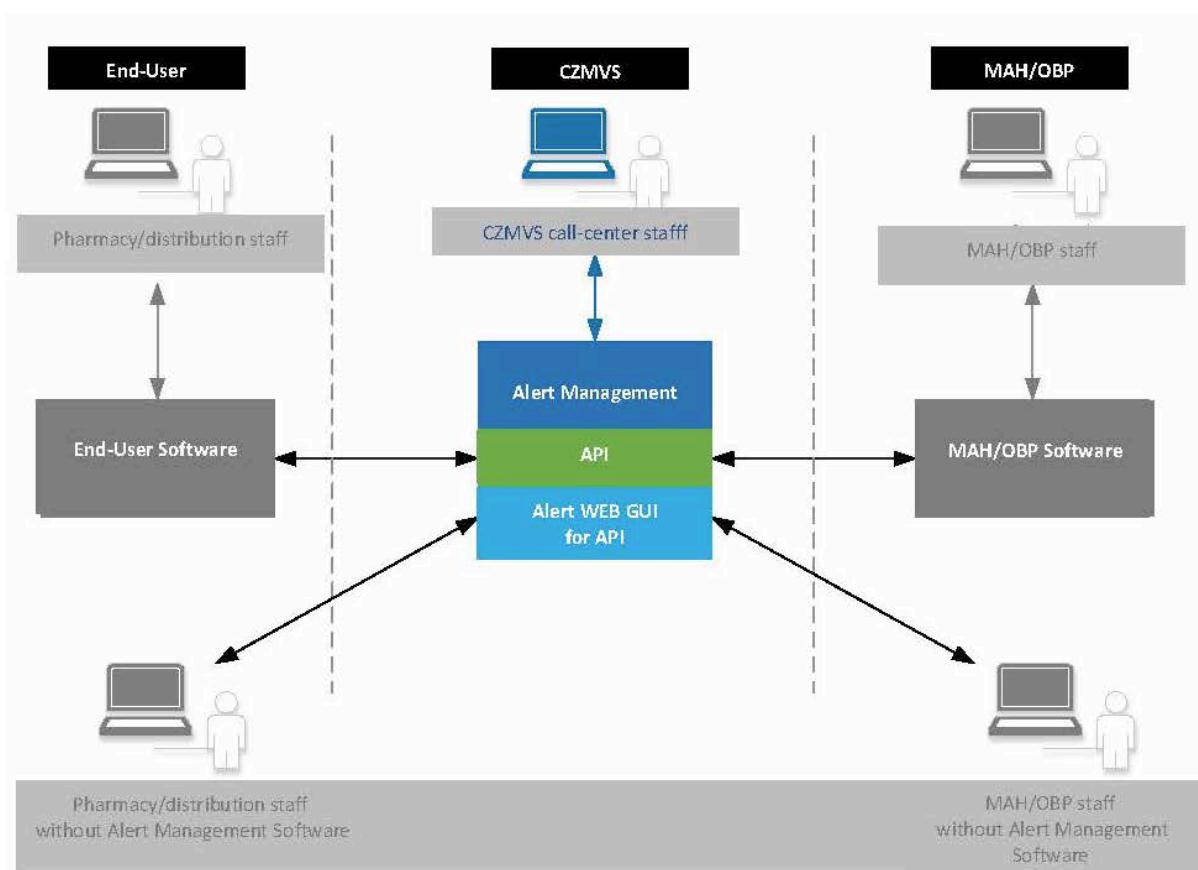 End-User
CZMVS
MAH/OBP
Pharmacy/distribution staff
CZMVS call-center stafff
MAH/OBP staff
Alert Management
End-User Software
API
MAH/OBP Software
Alert WEB GUI
for API
Pharmacy/distribution staff
without Alert Management Software
MAH/OBP staff
without Alert Management
Software